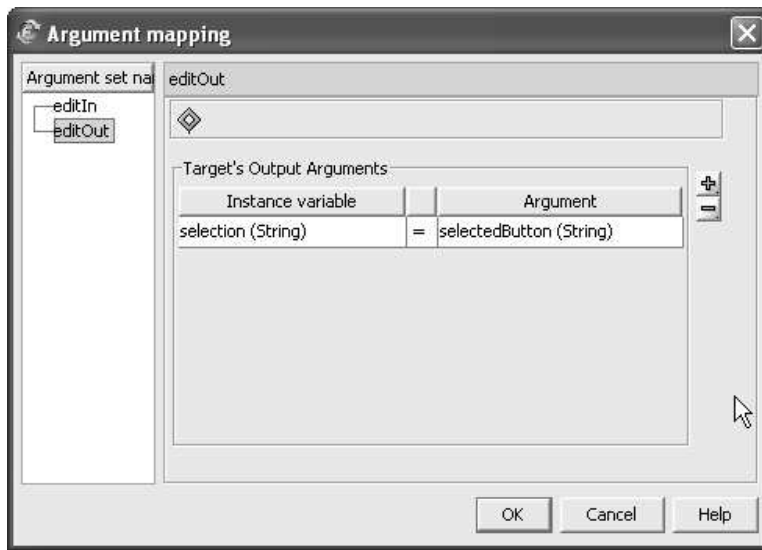 Argument mapping
Argument set na
editIn
editOut
editOut
Target's Output Arguments
Instance variable Argument
selection (String) = selectedButton (String)
OK Cancel Help